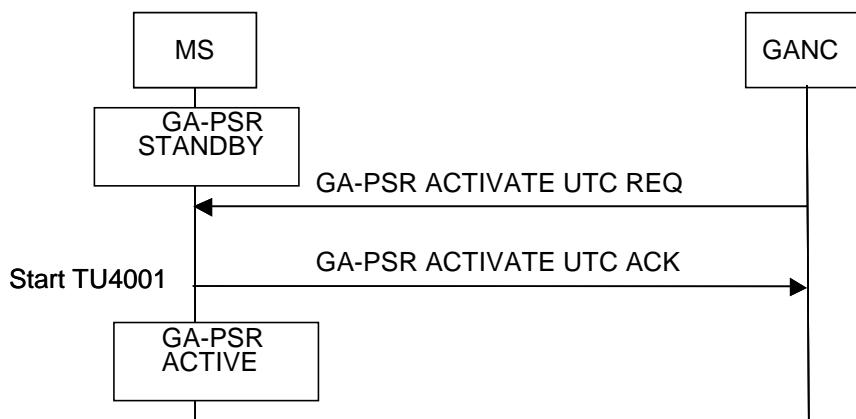 MS
GANC
GA-PSR
STANDBY
GA-PSR ACTIVATE UTC REQ
GA-PSR ACTIVATE UTC ACK
Start TU4001
GA-PSR
ACTIVE